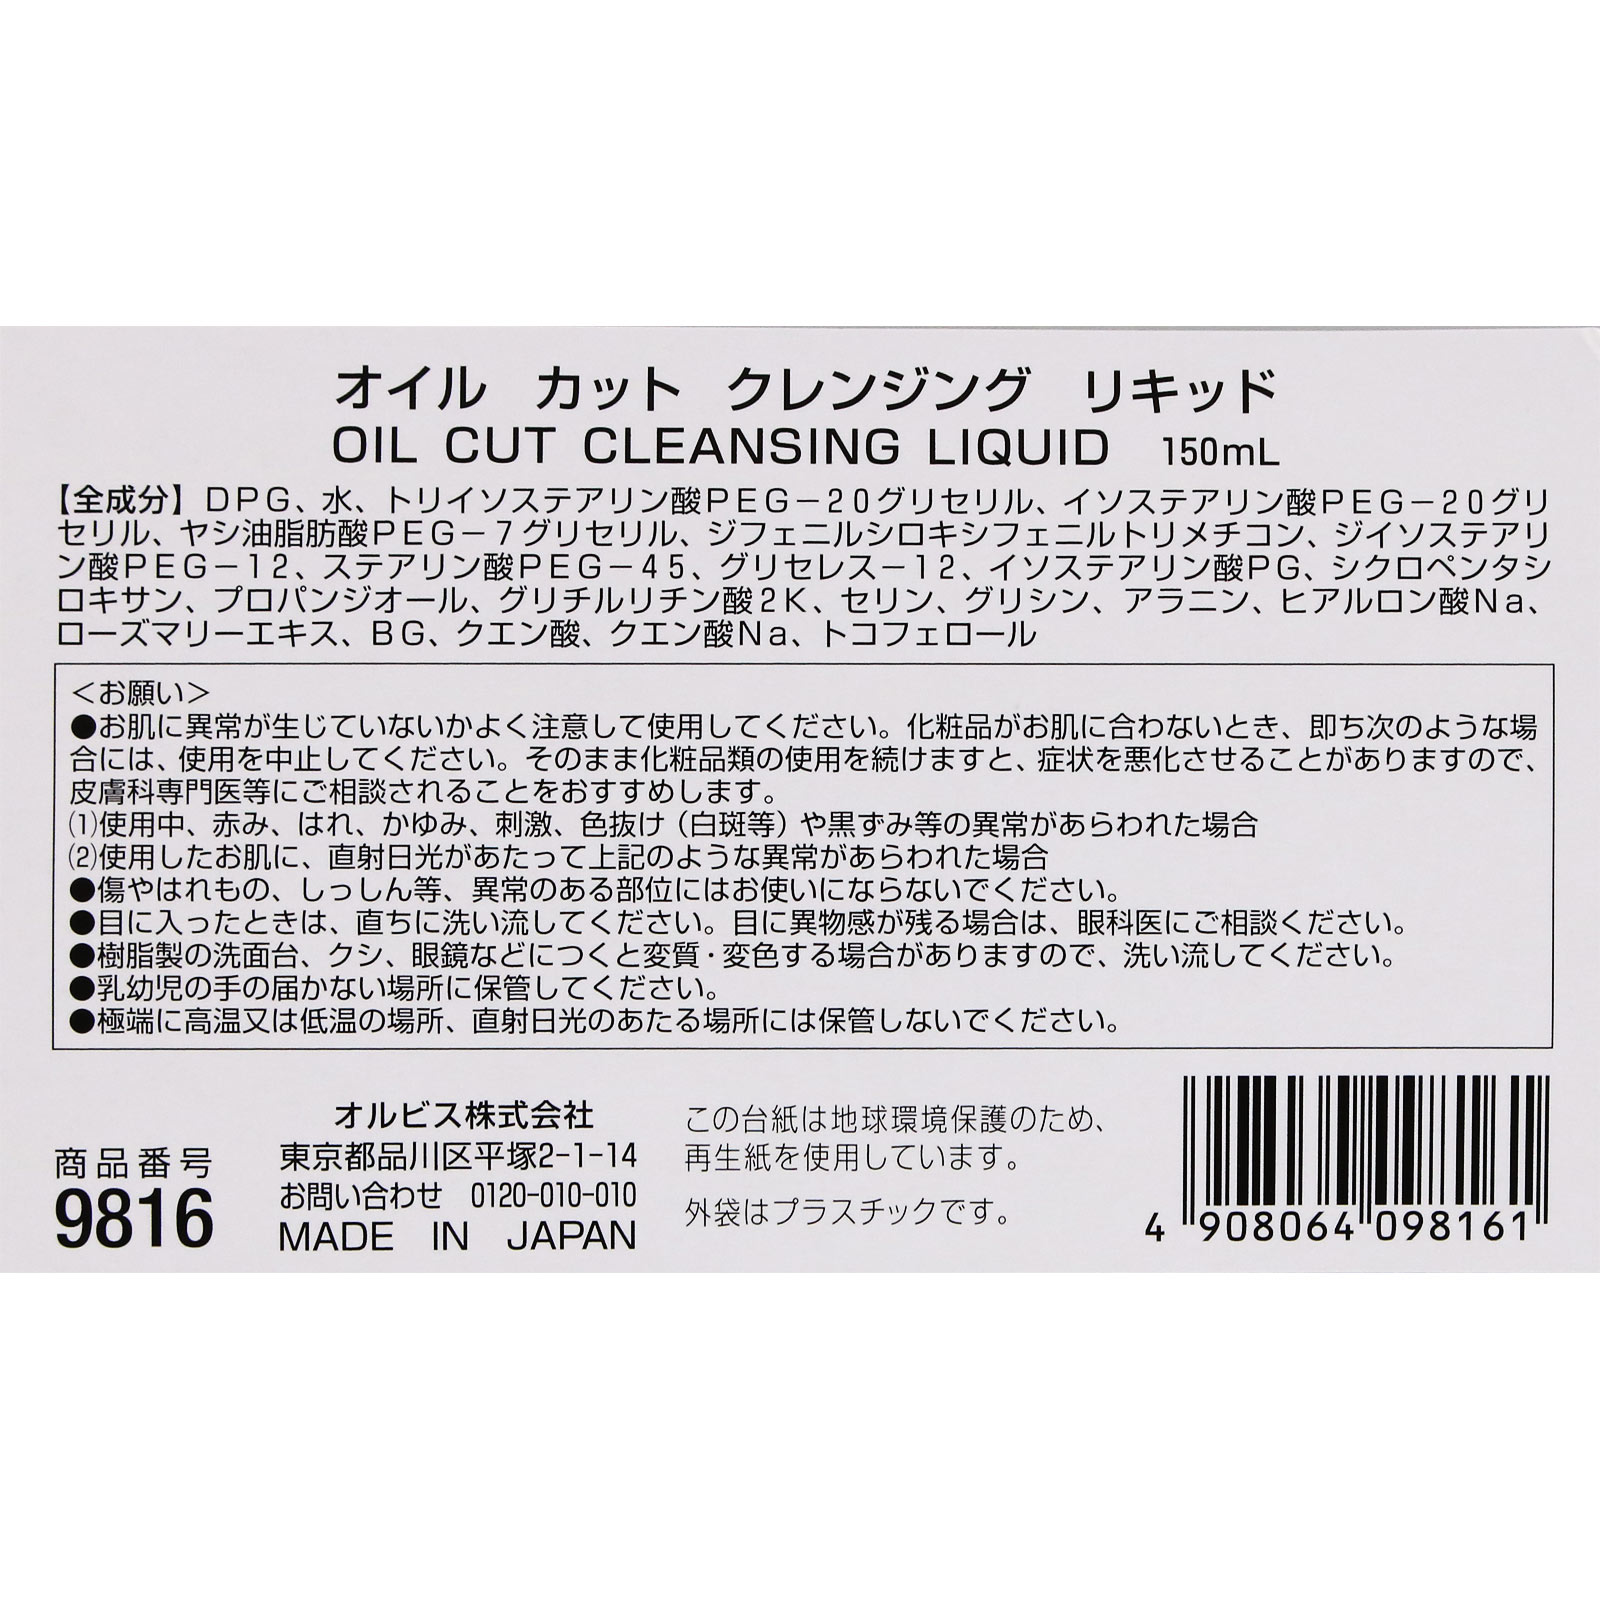 オイル カット クレンジング リキッド
OIL CUT CLEANSING LIQUID 150mL
【全成分】DPG、水、トリイソステアリン酸PEG−20グリセリル、イソステアリン酸PEG−20グリ
セリル、ヤシ油脂肪酸PEG−7グリセリル、ジフェニルシロキシフェニルトリメチコン、ジイソステアリ
ン酸PEG−12、ステアリン酸PEG−45、グリセレス−12、イソステアリン酸PG、シクロペンタシ
ロキサン、プロパンジオール、グリチルリチン酸2K、セリン、グリシン、アラニン、ヒアルロン酸Na、
ローズマリーエキス、BG、クエン酸、クエン酸Na、トコフェロール
＜お願い＞
●お肌に異常が生じていないかよく注意して使用してください。化粧品がお肌に合わないとき、即ち次のような場
合には、使用を中止してください。そのまま化粧品類の使用を続けますと、症状を悪化させることがありますので、
皮膚科専門医等にご相談されることをおすすめします。
⑴使用中、赤み、はれ、かゆみ、刺激、色抜け（白斑等）や黒ずみ等の異常があらわれた場合
⑵使用したお肌に、直射日光があたって上記のような異常があらわれた場合
●傷やはれもの、しっしん等、異常のある部位にはお使いにならないでください。
●目に入ったときは、直ちに洗い流してください。目に異物感が残る場合は、眼科医にご相談ください。
●樹脂製の洗面台、クシ、眼鏡などにつくと変質・変色する場合がありますので、洗い流してください。
●乳幼児の手の届かない場所に保管してください。
●極端に高温又は低温の場所、直射日光のあたる場所には保管しないでください。
商品番号
9816
オルビス株式会社
東京都品川区平塚2-1-14
お問い合わせ 0120-010-010
MADE IN JAPAN
この台紙は地球環境保護のため、
再生紙を使用しています。
外袋はプラスチックです。
4 908064 098161